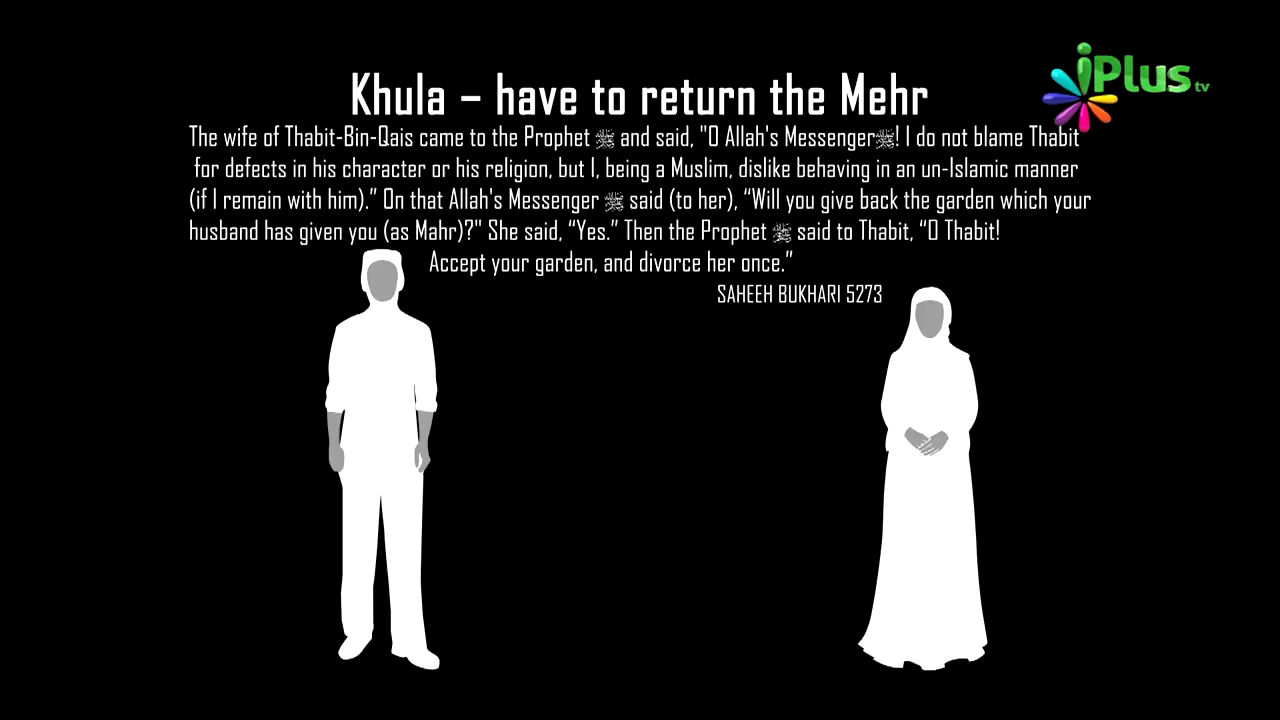 iPlus tv
Khula – have to return the Mehr
The wife of Thabit-Bin-Qais came to the Prophet ﷺ and said, "O Allah's Messengerﷺ! I do not blame Thabit
for defects in his character or his religion, but I, being a Muslim, dislike behaving in an un-Islamic manner
(if I remain with him).” On that Allah's Messenger ﷺ said (to her), “Will you give back the garden which your
husband has given you (as Mahr)?" She said, “Yes.” Then the Prophet ﷺ said to Thabit, “O Thabit!
Accept your garden, and divorce her once.”
SAHEEH BUKHARI 5273